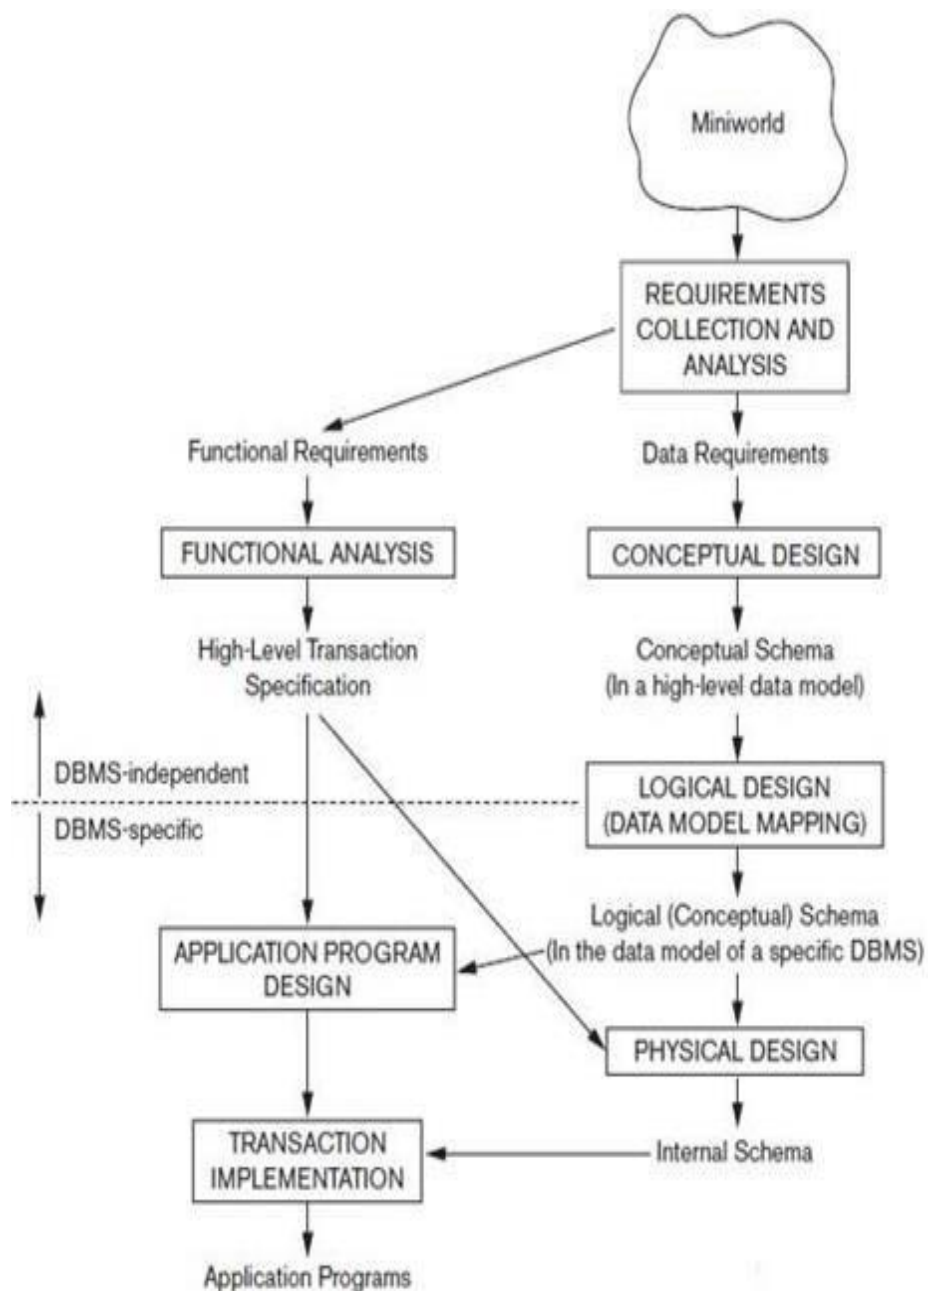 Miniworld
REQUIREMENTS
COLLECTION AND
ANALYSIS
Functional Requirements
Data Requirements
FUNCTIONAL ANALYSIS
CONCEPTUAL DESIGN
High-Level Transaction
Specification
Conceptual Schema
(In a high-level data model)
DBMS-independent
LOGICAL DESIGN
(DATA MODEL MAPPING)
DBMS-specific
Logical (Conceptual) Schema
(In the data model of a specific DBMS)
APPLICATION PROGRAM
DESIGN
PHYSICAL DESIGN
TRANSACTION
IMPLEMENTATION
Internal Schema
Application Programs